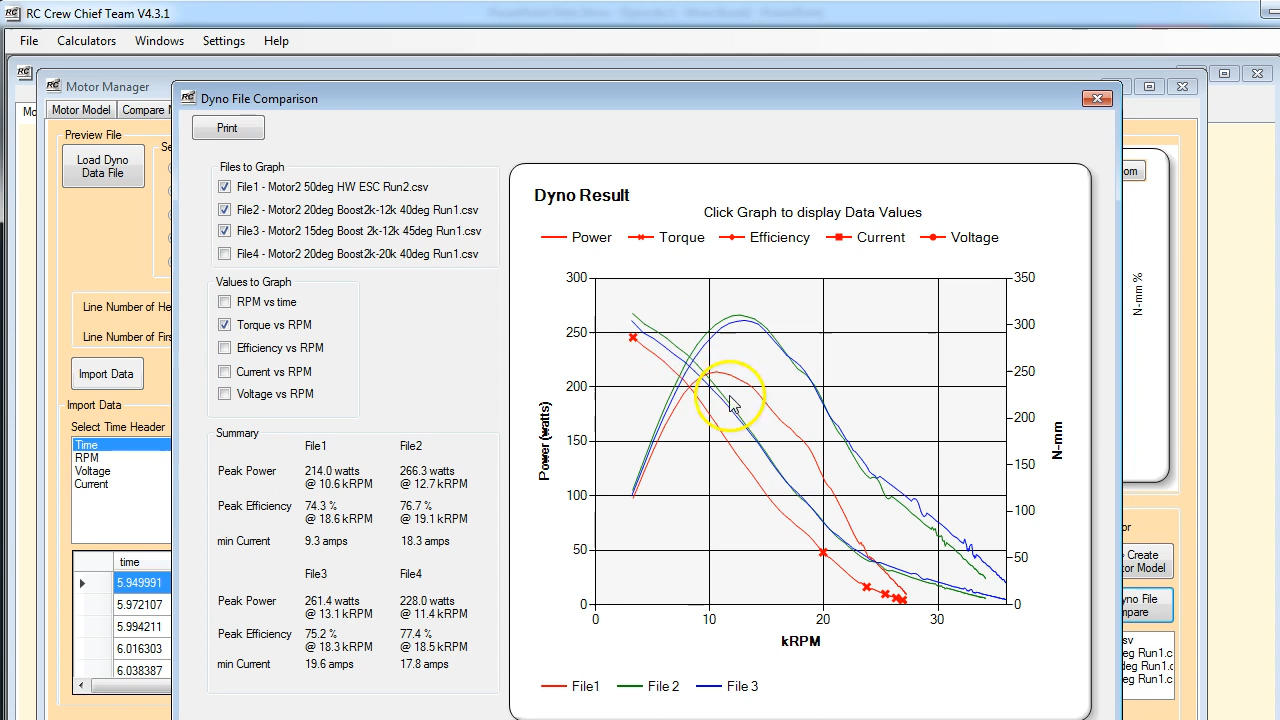 RC Crew Chief Team V4.3.1
File Calculators Windows Settings Help
Motor Manager
Motor Model Compare
Dyno File Comparison
Print
Preview File
Load Dyno
Data File
Line Number of
Line Number of
Import Data
Import Data
Select Time Header
Time
RPM
Voltage
Current
time
5.949991
5.972107
5.994211
6.016303
6.038387
Files to Graph
File1 - Motor2 50deg HW ESC Run2.csv
File2 - Motor2 20deg Boost2k-12k 40deg Run1.csv
File3 - Motor2 15deg Boost 2k-12k 45deg Run1.csv
File4 - Motor2 20deg Boost2k-20k 40deg Run1.csv
Values to Graph
RPM vs time
Torque vs RPM
Efficiency vs RPM
Current vs RPM
Voltage vs RPM
Summary
File1 File2
Peak Power 214.0 watts 266.3 watts
@ 10.6 kRPM @ 12.7 kRPM
Peak Efficiency 74.3 % 76.7 %
@ 18.6 kRPM @ 19.1 kRPM
min Current 9.3 amps 18.3 amps
File3 File4
Peak Power 261.4 watts 228.0 watts
@ 13.1 kRPM @ 11.4 kRPM
Peak Efficiency 75.2 % 77.4 %
@ 18.3 kRPM @ 18.5 kRPM
min Current 19.6 amps 17.8 amps
Dyno Result
Click Graph to display Data Values
Power Torque Efficiency Current Voltage
300
250
200
150
100
50
0
Power (watts)
350
300
250
200
150
100
50
0
N-mm
0 10 20 30
kRPM
File1 File 2 File 3
N-mm %
Create
Model
File
Compare
Run1.c
Run1.c
Run1.c